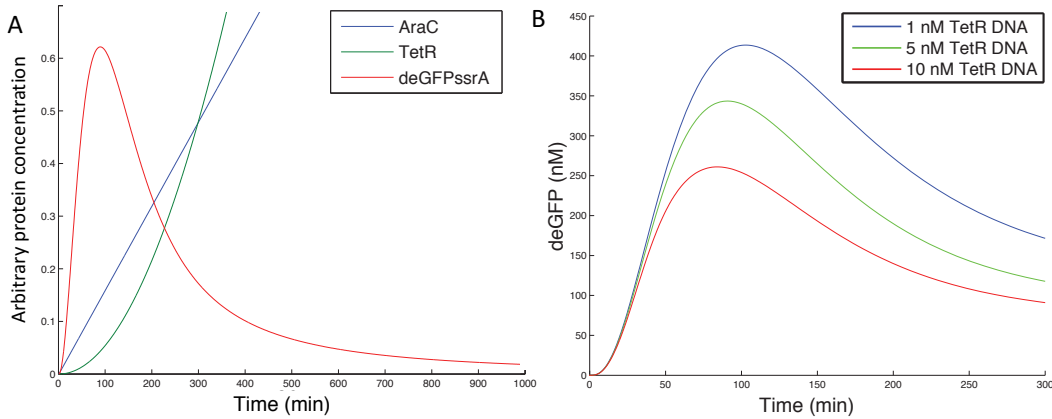 A
AraC
TetR
deGFPssrA
Arbitrary protein concentration
0.6
0.5
0.4
0.3
0.2
0.1
0
0 100 200 300 400 500 600 700 800 900 1000
Time (min)
B
1 nM TetR DNA
5 nM TetR DNA
10 nM TetR DNA
deGFP (nM)
450
400
350
300
250
200
150
100
50
0
0 50 100 150 200 250 300
Time (min)